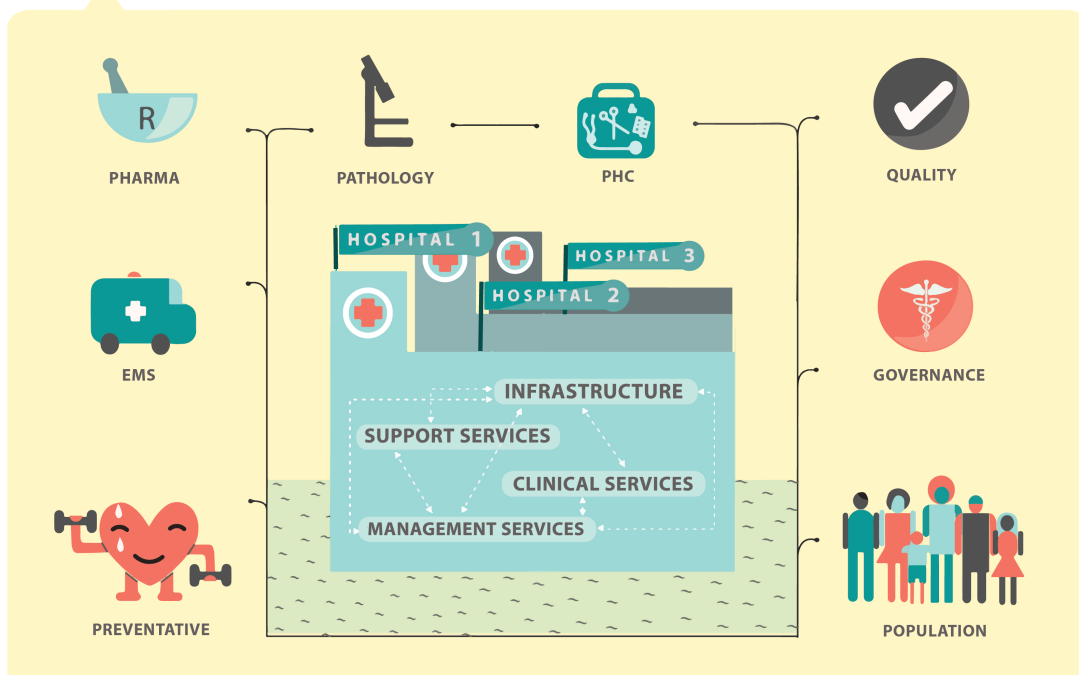 R
PHARMA
PATHOLOGY
PHC
QUALITY
HOSPITAL 1
HOSPITAL 3
HOSPITAL 2
EMS
GOVERNANCE
INFRASTRUCTURE
SUPPORT SERVICES
CLINICAL SERVICES
MANAGEMENT SERVICES
PREVENTATIVE
POPULATION